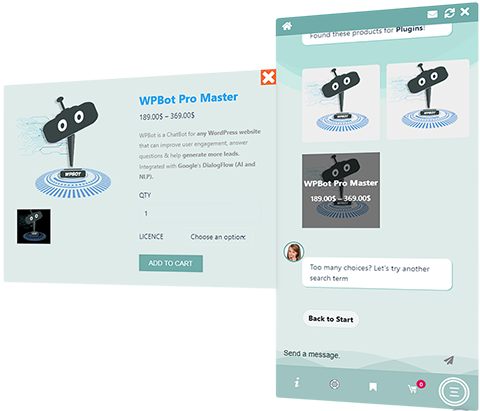 WPBot Pro Master
189.00$ – 369.00$
WPBot is a ChatBot for any WordPress website
that can improve user engagement, answer
questions & help generate more leads.
Integrated with Google's DialogFlow (AI and
NLP).
QTY
1
LICENCE Choose an option
ADD TO CART
WPBOT
Found these products for Plugins!
WPBOT
WPBOT
WPBot Pro Master
189.00$ – 369.00$
Too many choices? Let's try another
search term
Back to Start
Send a message.
0